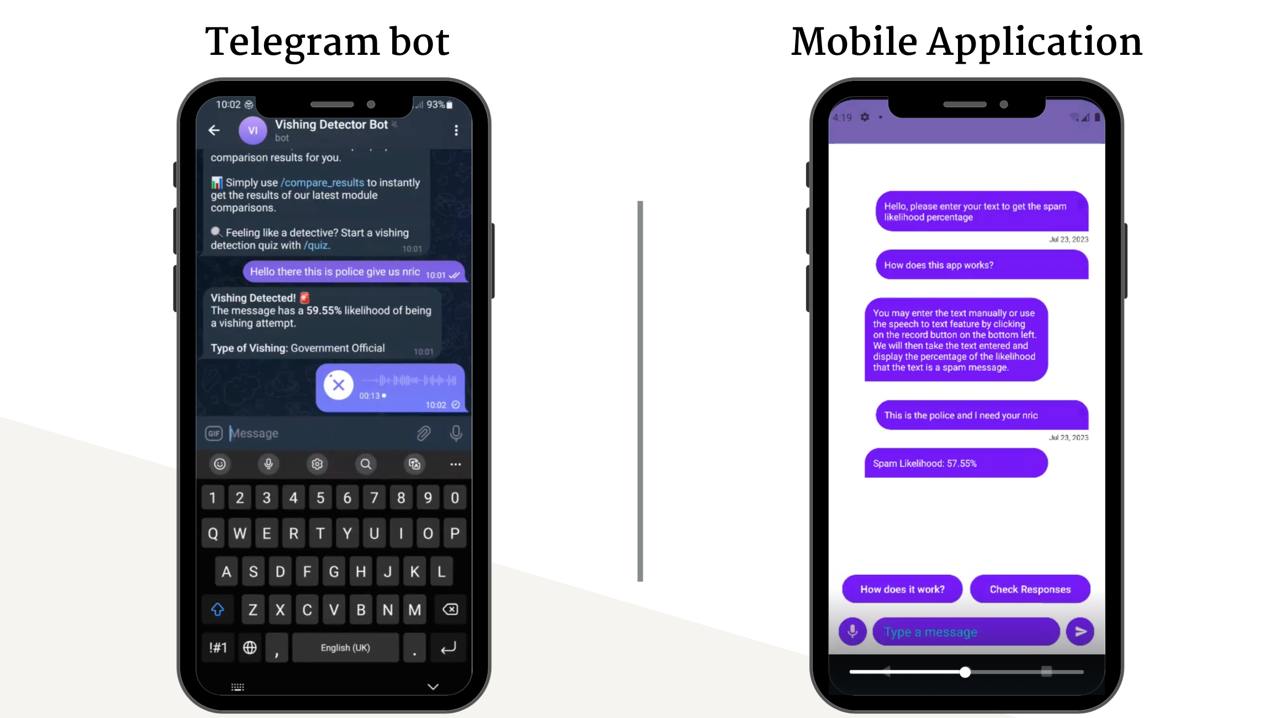 Telegram bot
10:02
93%
VI
Vishing Detector Bot
bot
comparison results for you.
📊 Simply use /compare_results to instantly
get the results of our latest module
comparisons.
🔍 Feeling like a detective? Start a vishing
detection quiz with /quiz.
10:01
Hello there this is police give us nric
10:01
Vishing Detected! 🚨
The message has a 59.55% likelihood of being
a vishing attempt.
Type of Vishing: Government Official
10:01
00:13
10:02
GIF
Message
1 2 3 4 5 6 7 8 9 0
Q W E R T Y U I O P
A S D F G H J K L
Z X C V B N M
!#1 , English (UK) .
Mobile Application
4:19
Hello, please enter your text to get the spam
likelihood percentage
Jul 23, 2023
How does this app works?
You may enter the text manually or use
the speech to text feature by clicking
on the record button on the bottom left.
We will then take the text entered and
display the percentage of the likelihood
that the text is a spam message.
This is the police and I need your nric
Jul 23, 2023
Spam Likelihood: 57.55%
How does it work?
Check Responses
Type a message